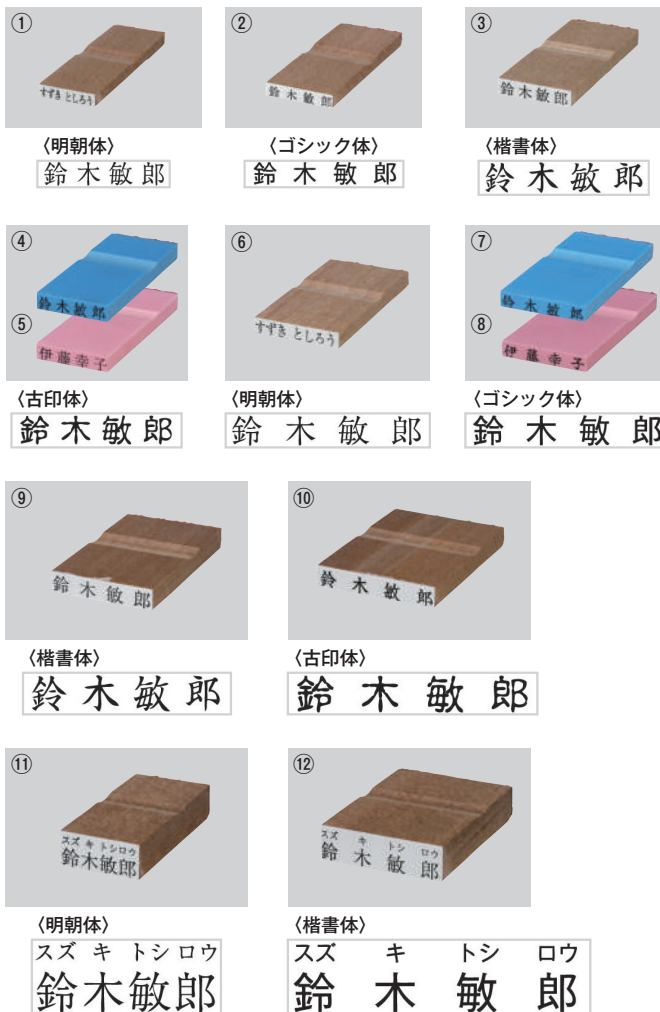 ① ② ③
すずき としろう
鈴木敏郎
鈴木敏郎
〈明朝体〉 〈ゴシック体〉 〈楷書体〉
鈴木敏郎 鈴木敏郎 鈴木敏郎
④ ⑥ ⑦
鈴木敏郎
すずき としろう
鈴木敏郎
⑤ ⑧
伊藤幸子
伊藤幸子
〈古印体〉 〈明朝体〉 〈ゴシック体〉
鈴木敏郎 鈴木敏郎 鈴木敏郎
⑨ ⑩
鈴木敏郎
鈴木敏郎
〈楷書体〉 〈古印体〉
鈴木敏郎 鈴木敏郎
⑪ ⑫
スズ キ トシロウ
鈴木敏郎
スズ キ トシ ロウ
鈴木敏郎
〈明朝体〉 〈楷書体〉
スズ キ トシ ロウ スズ キ トシ ロウ
鈴木敏郎 鈴木敏郎